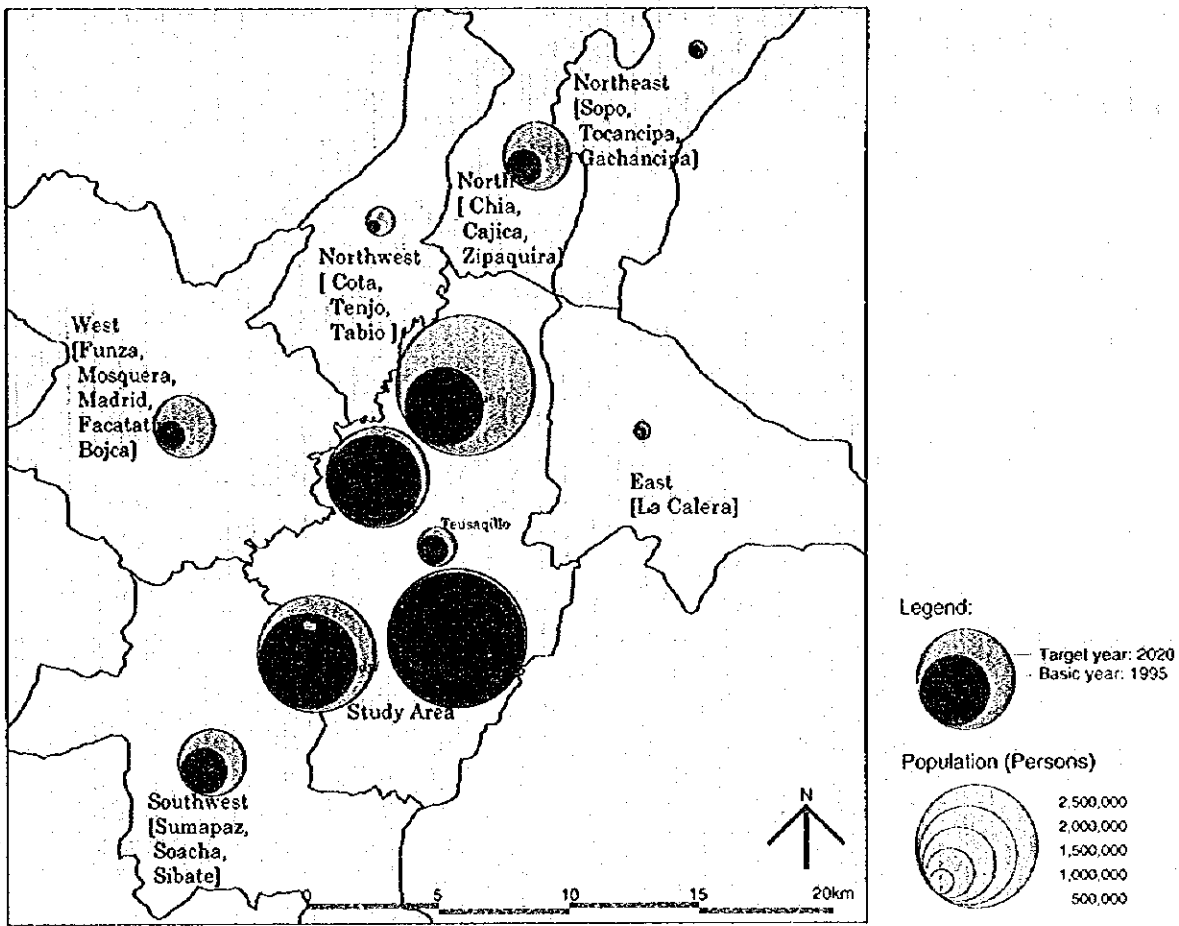 Northeast
[Sopo,
Tocancipa,
Gachancipa]
North
[ Chia,
Cajica,
Zipaquira]
Northwest
[ Cota,
Tenjo,
Tabio ]
West
[Funza,
Mosquera,
Madrid,
Facatati
Bojca]
East
[La Calera]
Teusaqillo
Study Area
Southwest
[Sumapaz,
Soacha,
Sibate]
N
0 5 10 15 20km
Legend:
Target year: 2020
Basic year: 1995
Population (Persons)
2,500,000
2,000,000
1,500,000
1,000,000
500,000